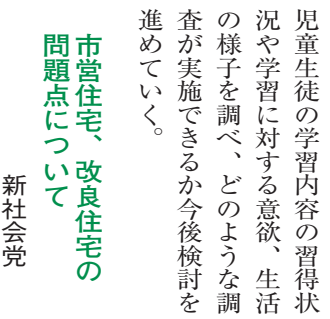 児童生徒の学習内容の習得状
況や学習に対する意欲、生活
の様子を調べ、どのような調
査が実施できるか今後検討を
進めていく。
市営住宅、改良住宅の
問題点について
新社会党